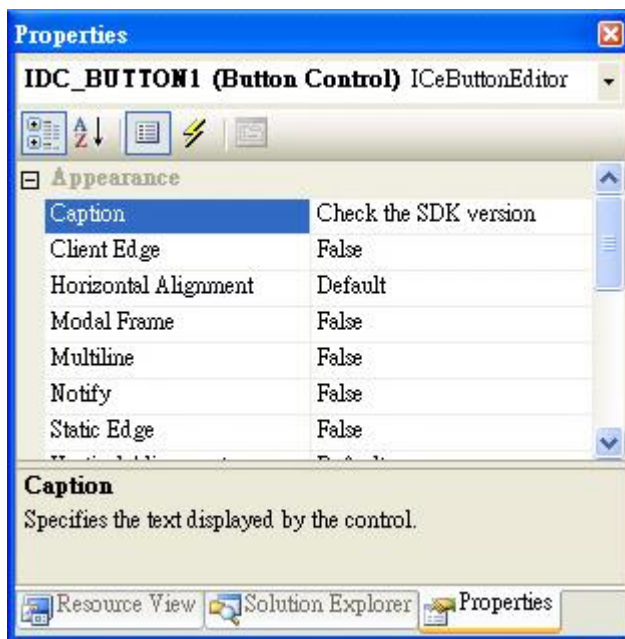 Properties
IDC_BUTTON1 (Button Control) ICeButtonEditor
Appearance
Caption Check the SDK version
Client Edge False
Horizontal Alignment Default
Modal Frame False
Multiline False
Notify False
Static Edge False
Caption
Specifies the text displayed by the control.
Resource View Solution Explorer Properties